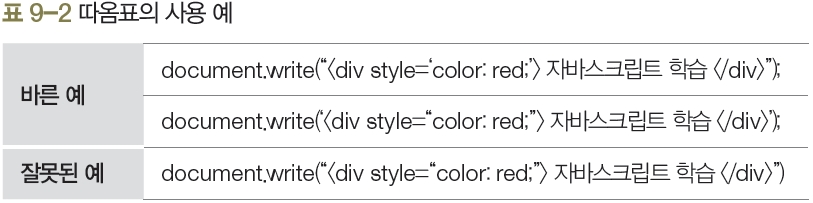 표 9-2 따옴표의 사용 예
바른 예
document.write(“<div style=‘color: red;’> 자바스크립트 학습 </div>”);
document.write(‘<div style=“color: red;”> 자바스크립트 학습 </div>’);
잘못된 예
document.write(“<div style=“color: red;”> 자바스크립트 학습 </div>”)